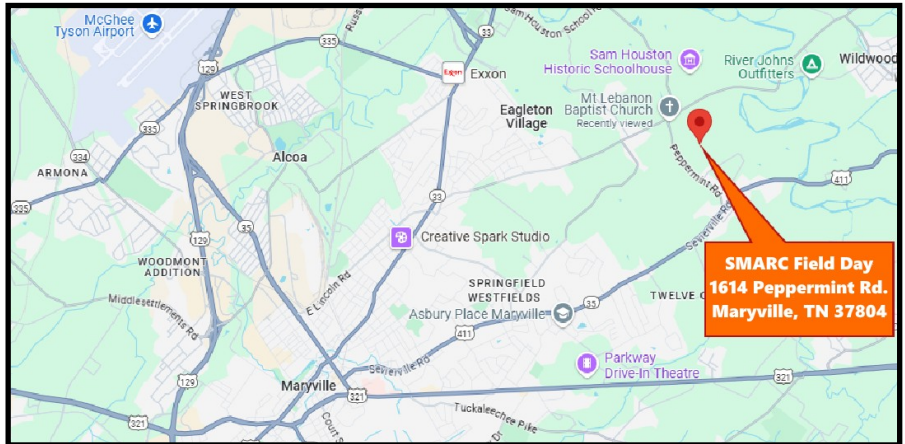 McGhee
Tyson Airport
335
33
Sam Houston School Rd
129
Exxon
Exxon
Sam Houston
Historic Schoolhouse
River Johns
Outfitters
Wildwood
WEST
SPRINGBROOK
Eagleton
Village
Mt Lebanon
Baptist Church
Recently viewed
335
334
ARMONA
Alcoa
Peppermint Rd
411
335
33
35
129
Creative Spark Studio
Sevierville Rd
WOODMONT
ADDITION
E Lincoln Rd
SPRINGFIELD
WESTFIELDS
TWELVE
Middlesettlements Rd
Asbury Place Maryville
35
411
SMARC Field Day
1614 Peppermint Rd.
Maryville, TN 37804
Sevierville Rd
Parkway
Drive-In Theatre
321
129
Maryville
321
321
Tuckaleechee Pike
Court S